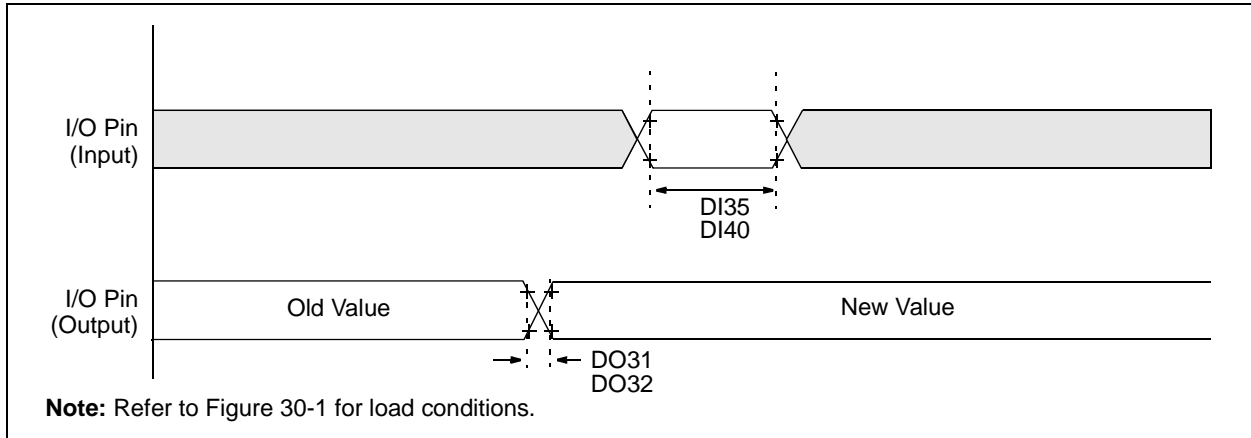 I/O Pin
(Input)
DI35
DI40
I/O Pin
(Output)
Old Value
New Value
DO31
DO32
Note: Refer to Figure 30-1 for load conditions.